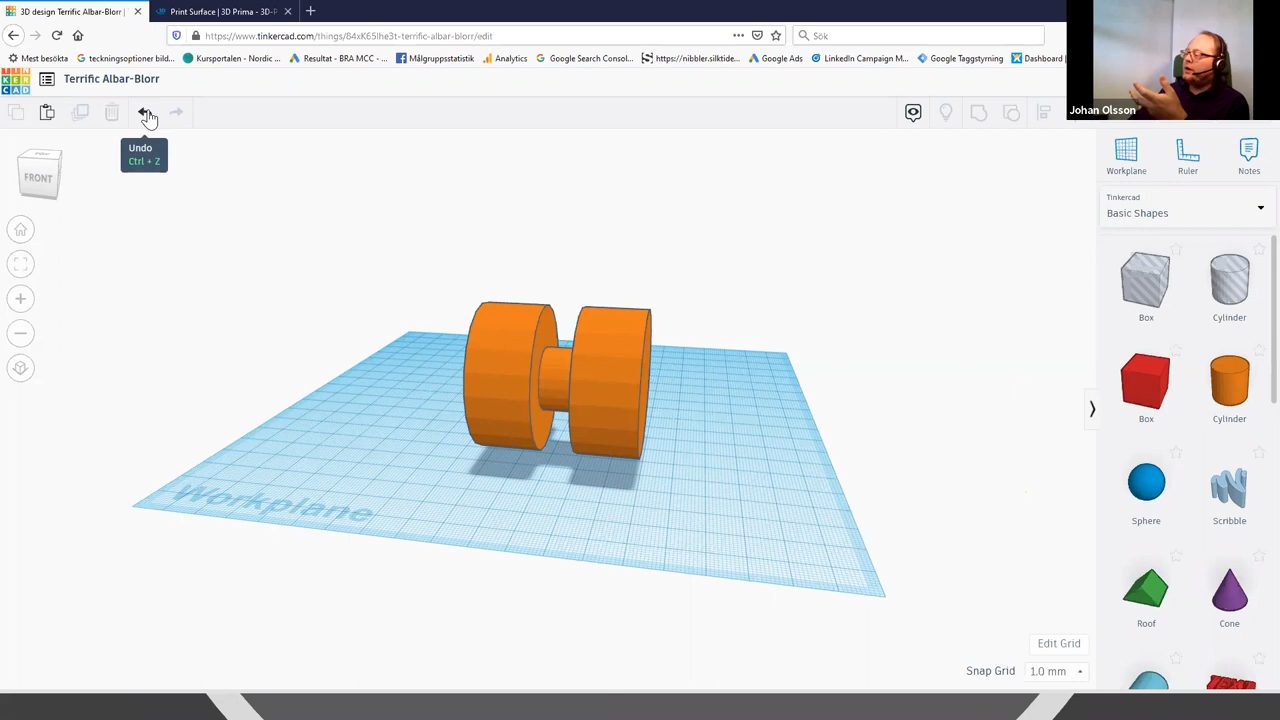 3D design Terrific Albar-Blorr |
Print Surface | 3D Prima - 3D-F
https://www.tinkercad.com/things/84xK65lhe3t-terrific-albar-blorr/edit
Sök
Mest besökta
teckningsoptioner bild...
Kursportalen - Nordic ...
Resultat - BRA MCC - ...
Målgruppsstatistik
Analytics
Google Search Consol...
https://nibbler.silktide...
Google Ads
LinkedIn Campaign M...
Google Taggstyrning
Dashboard
TIN
KER
CAD
Terrific Albar-Blorr
Johan Olsson
Undo
Ctrl + Z
FRONT
Workplane
Ruler
Notes
Tinkercad
Basic Shapes
Box
Cylinder
Box
Cylinder
Sphere
Scribble
Roof
Cone
Workplane
Edit Grid
Snap Grid
1.0 mm